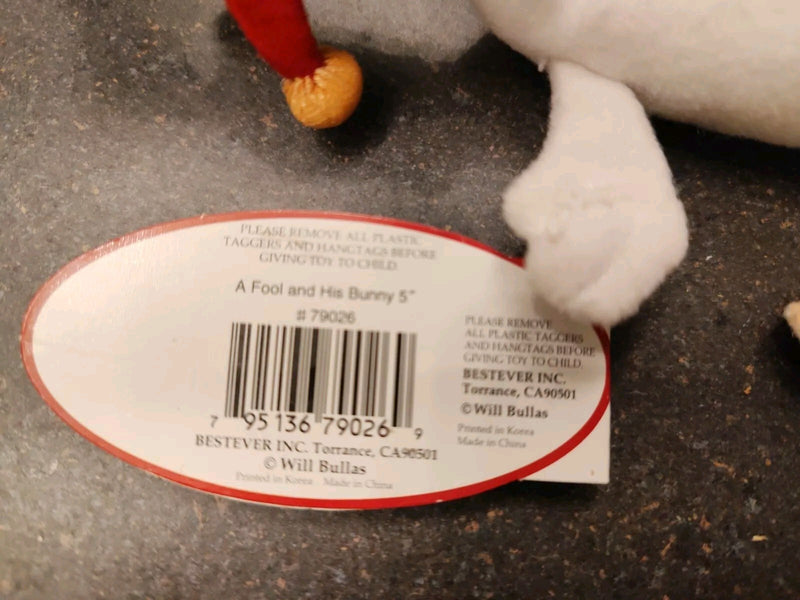 PLEASE REMOVE ALL PLASTIC
TAGGERS AND HANGTAGS BEFORE
GIVING TOY TO CHILD.
A Fool and His Bunny 5"
# 79026
7 95136 79026 9
BESTEVER INC. Torrance, CA90501
© Will Bullas
Printed in Korea Made in China
PLEASE REMOVE
ALL PLASTIC TAGGERS
AND HANGTAGS BEFORE
GIVING TOY TO CHILD.
BESTEVER INC.
Torrance, CA90501
© Will Bullas
Printed in Korea
Made in China